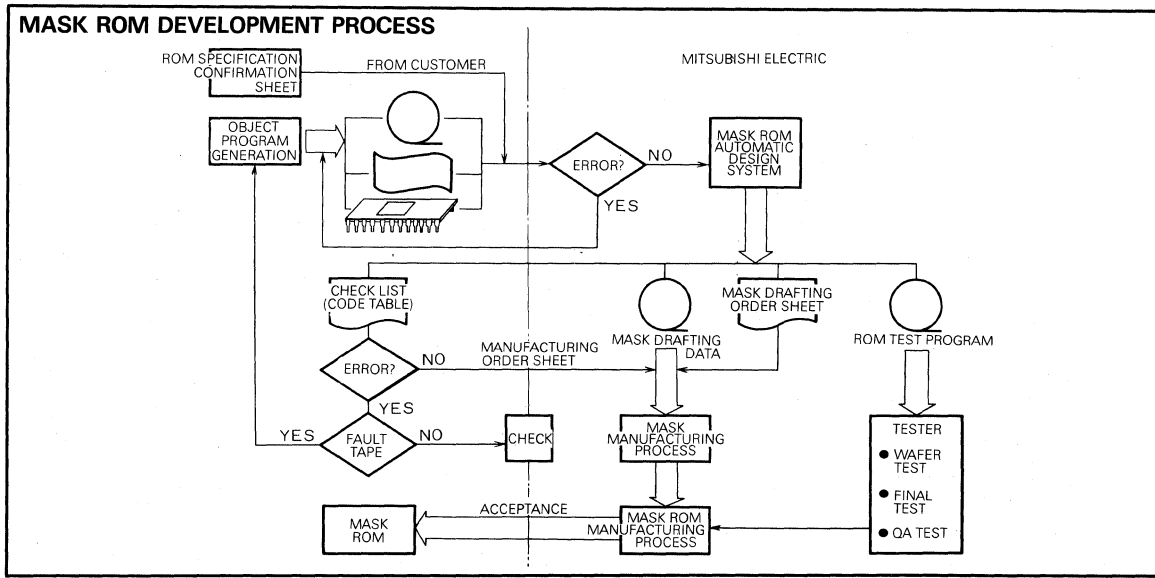 MASK ROM DEVELOPMENT PROCESS
ROM SPECIFICATION
CONFIRMATION
SHEET
FROM CUSTOMER
MITSUBISHI ELECTRIC
OBJECT
PROGRAM
GENERATION
ERROR?
NO
YES
MASK ROM
AUTOMATIC
DESIGN
SYSTEM
CHECK LIST
(CODE TABLE)
MASK DRAFTING
DATA
MASK DRAFTING
ORDER SHEET
ROM TEST PROGRAM
ERROR?
NO
MANUFACTURING
ORDER SHEET
YES
YES
FAULT
TAPE
NO
CHECK
MASK
MANUFACTURING
PROCESS
TESTER
● WAFER
TEST
● FINAL
TEST
● QA TEST
MASK
ROM
ACCEPTANCE
MASK ROM
MANUFACTURING
PROCESS